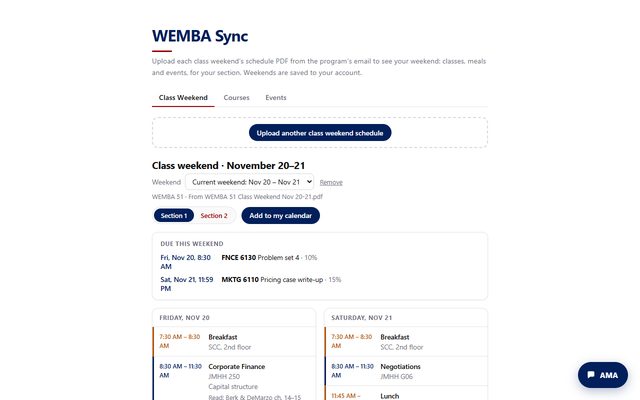 WEMBA Sync
Upload each class weekend's schedule PDF from the program's email to see your weekend: classes, meals
and events, for your section. Weekends are saved to your account.
Class Weekend
Courses
Events
Upload another class weekend schedule
Class weekend · November 20–21
Weekend
Current weekend: Nov 20 – Nov 21
Remove
WEMBA 51 · From WEMBA 51 Class Weekend Nov 20-21.pdf
Section 1
Section 2
Add to my calendar
DUE THIS WEEKEND
Fri, Nov 20, 8:30
AM
FNCE 6130 Problem set 4 · 10%
Sat, Nov 21, 11:59
PM
MKTG 6110 Pricing case write-up · 15%
FRIDAY, NOV 20
7:30 AM – 8:30
AM
Breakfast
SCC, 2nd floor
8:30 AM – 11:30
AM
Corporate Finance
JMHH 250
Capital structure
Read: Berk & DeMarzo ch. 14–15
SATURDAY, NOV 21
7:30 AM – 8:30
AM
Breakfast
SCC, 2nd floor
8:30 AM – 11:30
AM
Negotiations
JMHH G06
11:45 AM –
Lunch
AMA